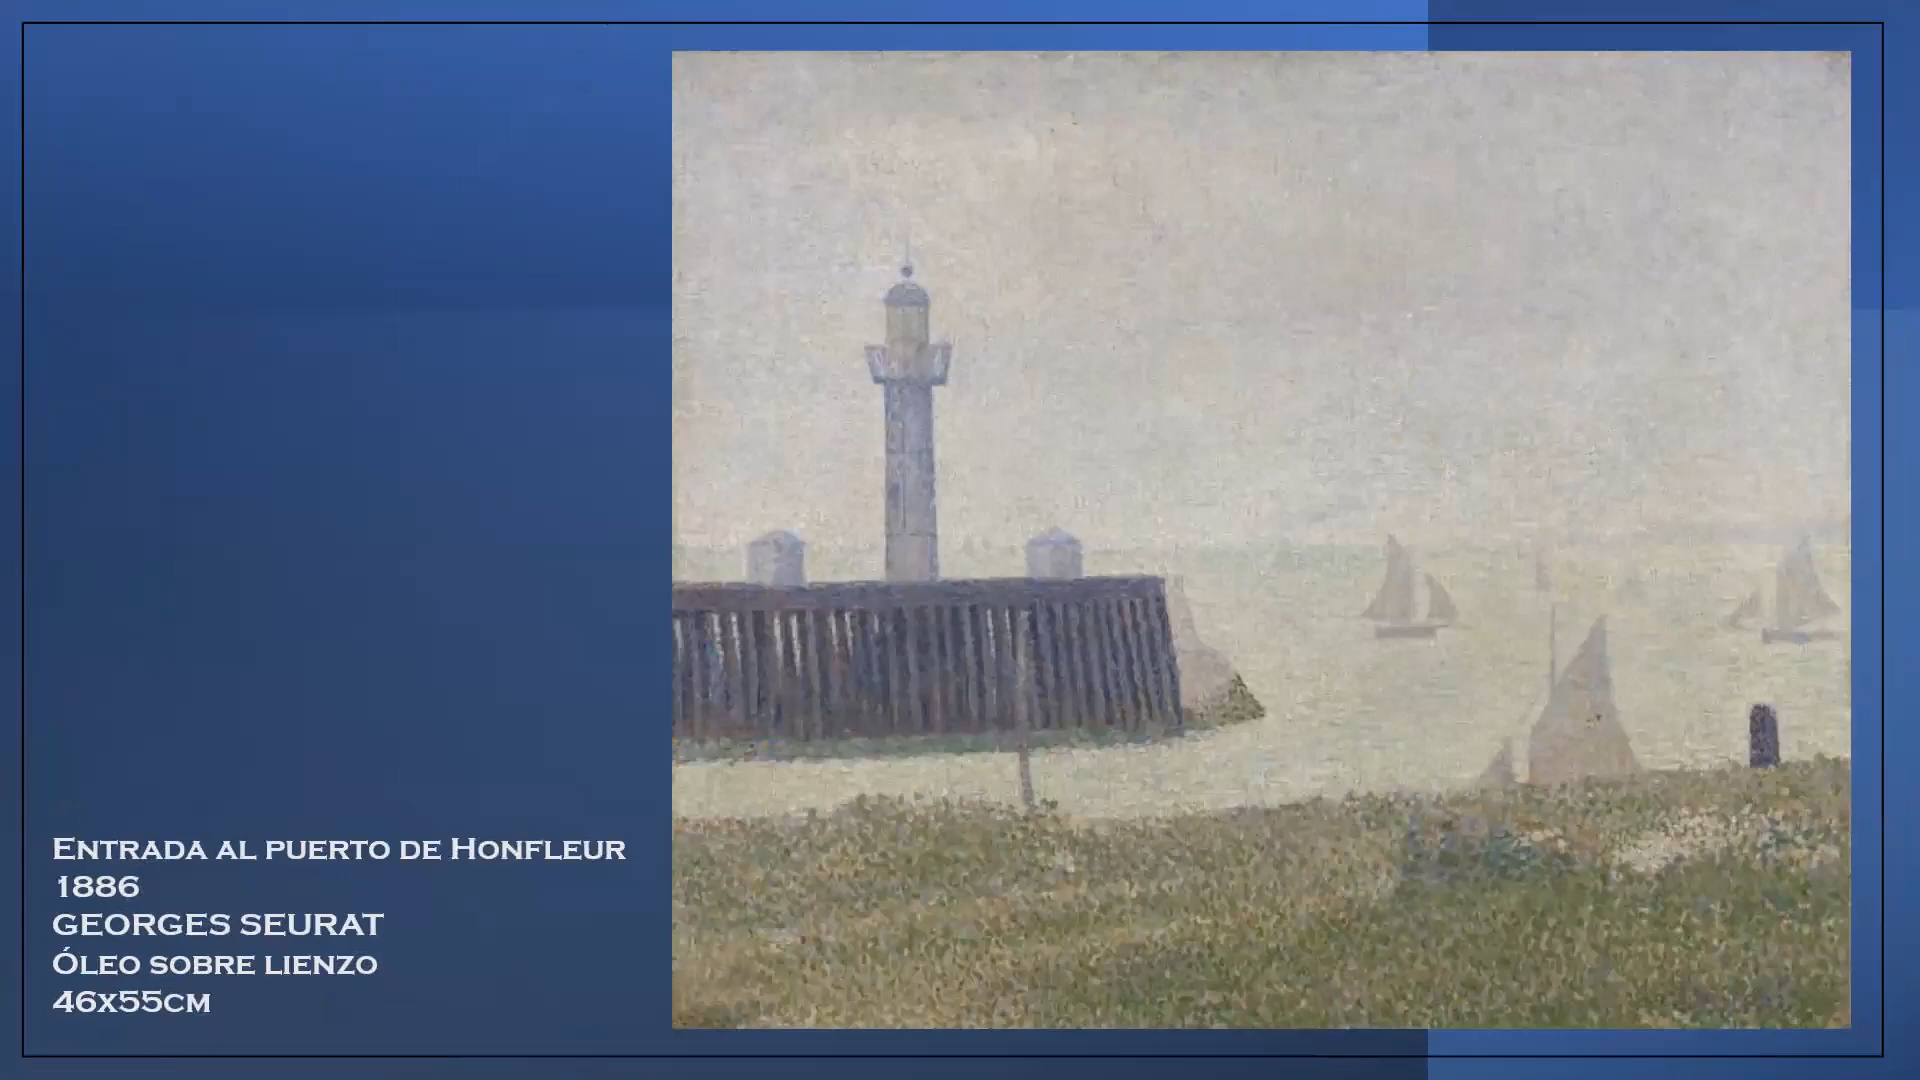 Entrada al puerto de Honfleur
1886
GEORGES SEURAT
Óleo sobre lienzo
46x55cm